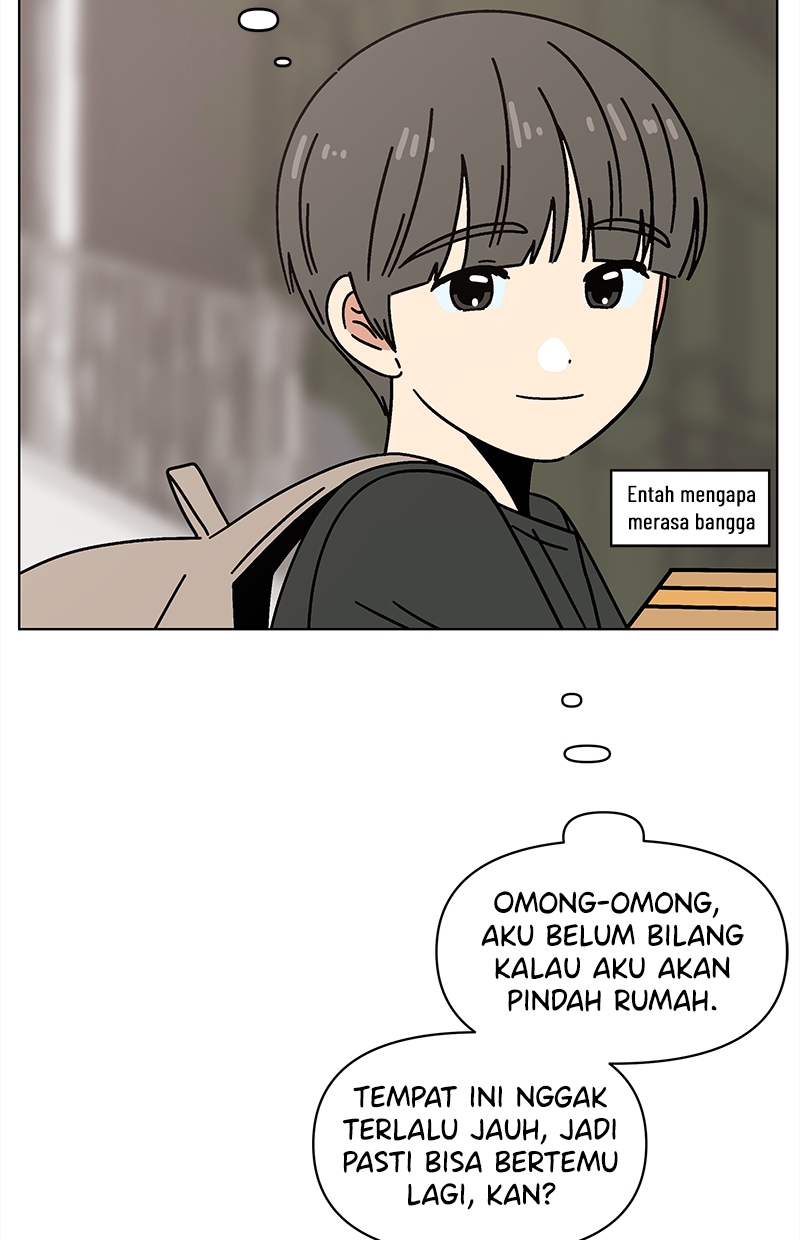 Entah mengapa
merasa bangga
OMONG-OMONG,
AKU BELUM BILANG
KALAU AKU AKAN
PINDAH RUMAH.
TEMPAT INI NGGAK
TERLALU JAUH, JADI
PASTI BISA BERTEMU
LAGI, KAN?